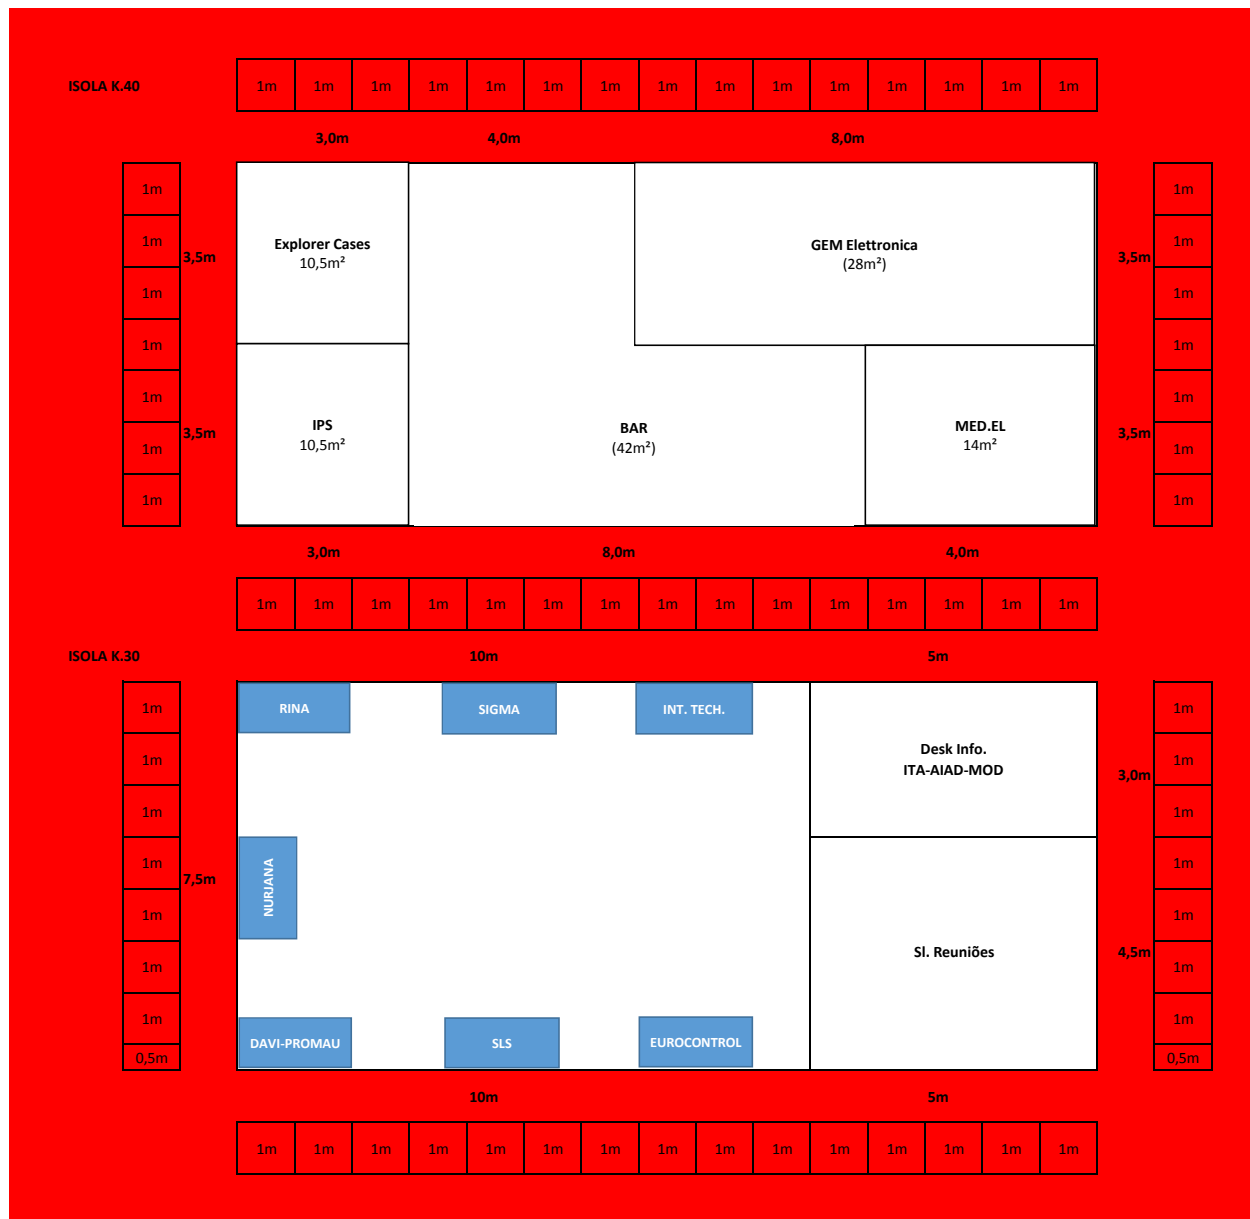 ISOLA K.40
1m 1m 1m 1m 1m 1m 1m 1m 1m 1m 1m 1m 1m 1m 1m
3,0m 4,0m 8,0m
1m 1m
1m 1m
3,5m 3,5m
Explorer Cases
10,5m²
GEM Elettronica
(28m²)
1m 1m
1m 1m
1m 1m
3,5m 3,5m
IPS
10,5m²
BAR
(42m²)
MED.EL
14m²
1m 1m
1m 1m
3,0m 8,0m 4,0m
1m 1m 1m 1m 1m 1m 1m 1m 1m 1m 1m 1m 1m 1m 1m
ISOLA K.30
10m 5m
1m RINA SIGMA INT. TECH. 1m
1m 1m
Desk Info.
ITA-AIAD-MOD
3,0m
1m 1m
1m 1m
7,5m
NURJANA
1m 1m
Sl. Reuniões
4,5m
1m 1m
1m 1m
DAVI-PROMAU SLS EUROCONTROL
0,5m 0,5m
10m 5m
1m 1m 1m 1m 1m 1m 1m 1m 1m 1m 1m 1m 1m 1m 1m